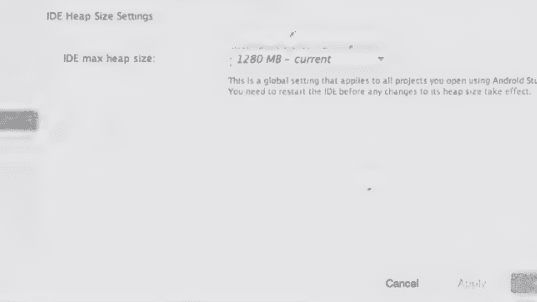 IDE Heap Size Settings
IDE max heap size:
1280 MB - current
This is a global setting that applies to all projects you open using Android Stu
You need to restart the IDE before any changes to its heap size take effect.
Cancel
Apply